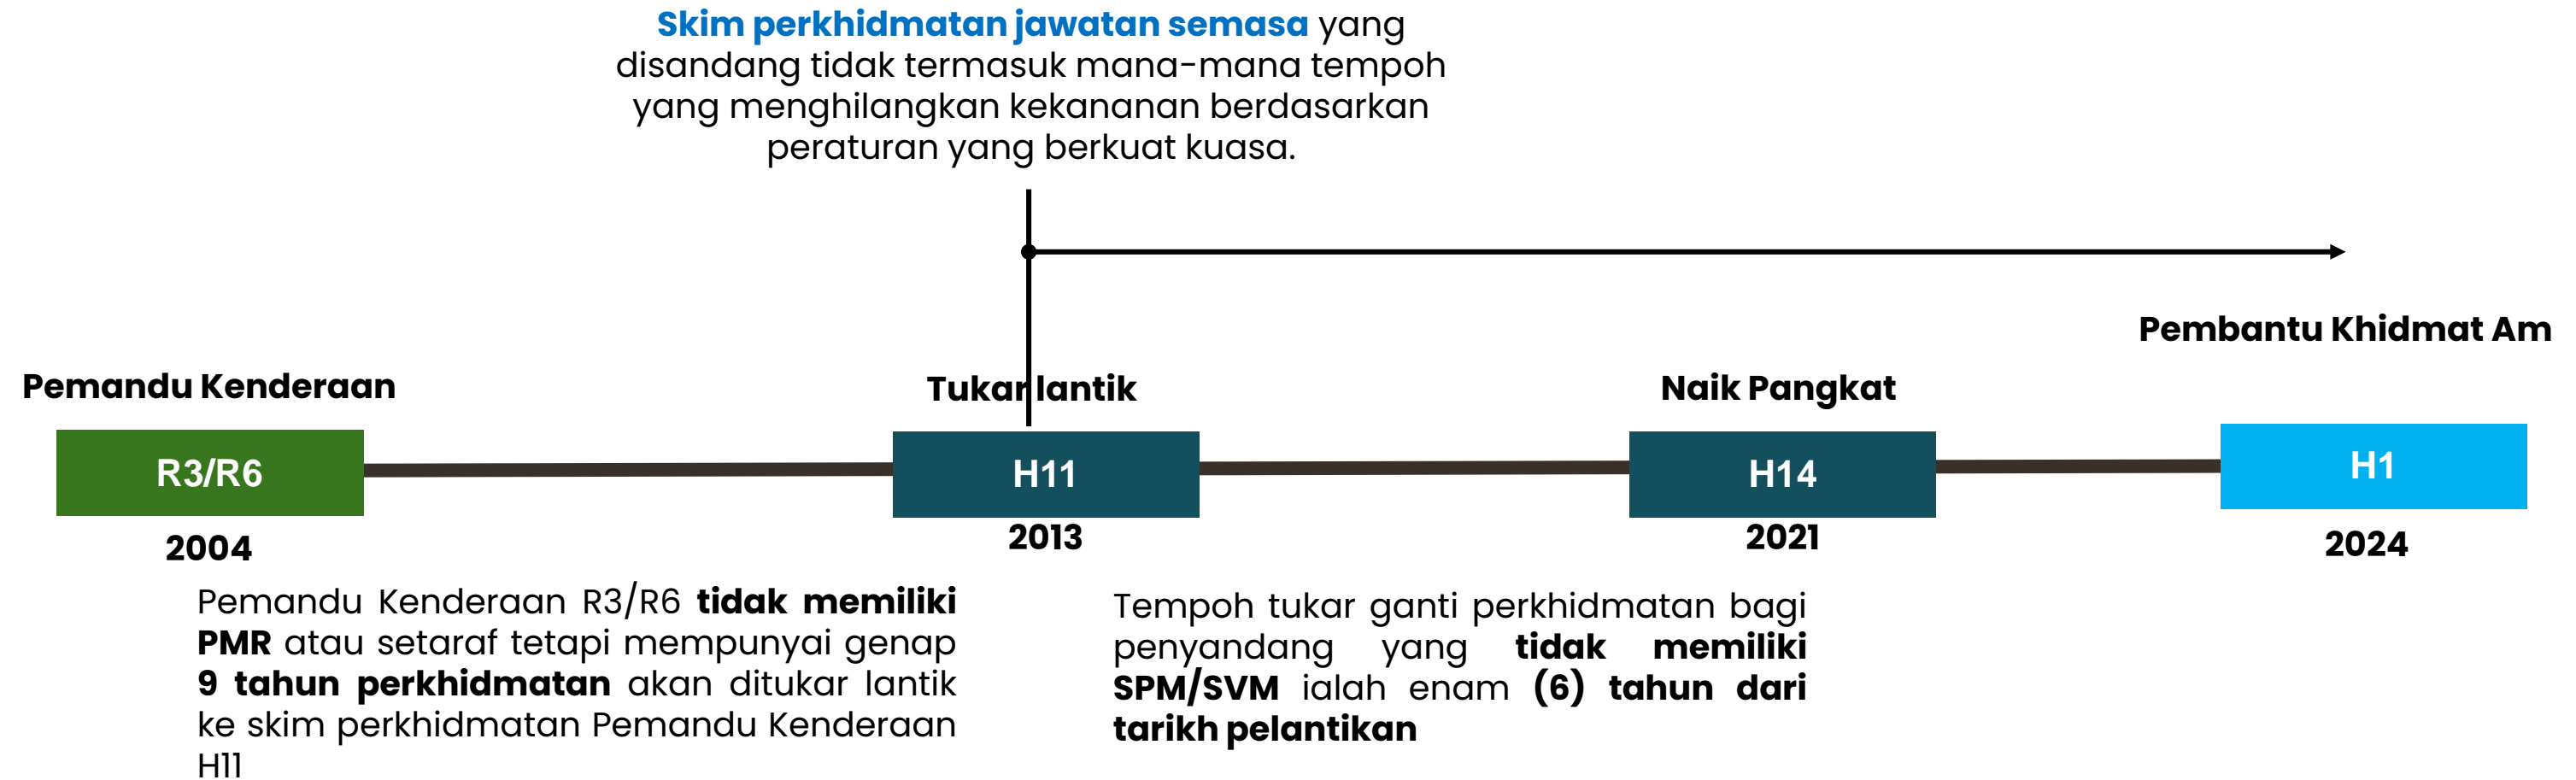 Skim perkhidmatan jawatan semasa yang
disandang tidak termasuk mana-mana tempoh
yang menghilangkan kekananan berdasarkan
peraturan yang berkuat kuasa.
Pembantu Khidmat Am
Pemandu Kenderaan
Tukar lantik
Naik Pangkat
R3/R6
H11
H14
H1
2004
2013
2021
2024
Pemandu Kenderaan R3/R6 tidak memiliki
PMR atau setaraf tetapi mempunyai genap
9 tahun perkhidmatan akan ditukar lantik
ke skim perkhidmatan Pemandu Kenderaan
H11
Tempoh tukar ganti perkhidmatan bagi
penyandang yang tidak memiliki
SPM/SVM ialah enam (6) tahun dari
tarikh pelantikan